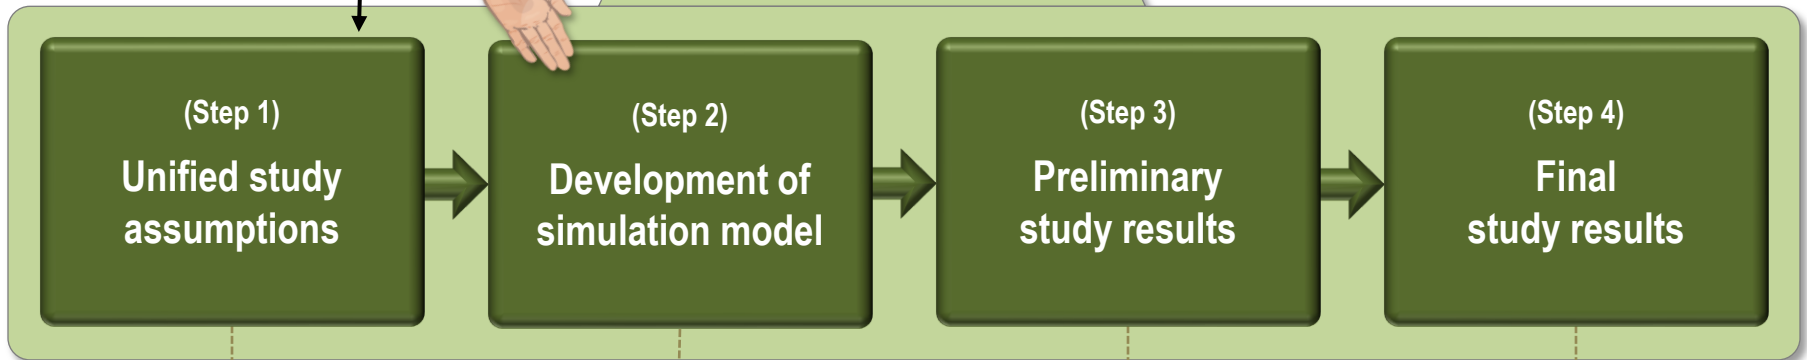 (Step 1)
Unified study
assumptions
(Step 2)
Development of
simulation model
(Step 3)
Preliminary
study results
(Step 4)
Final
study results